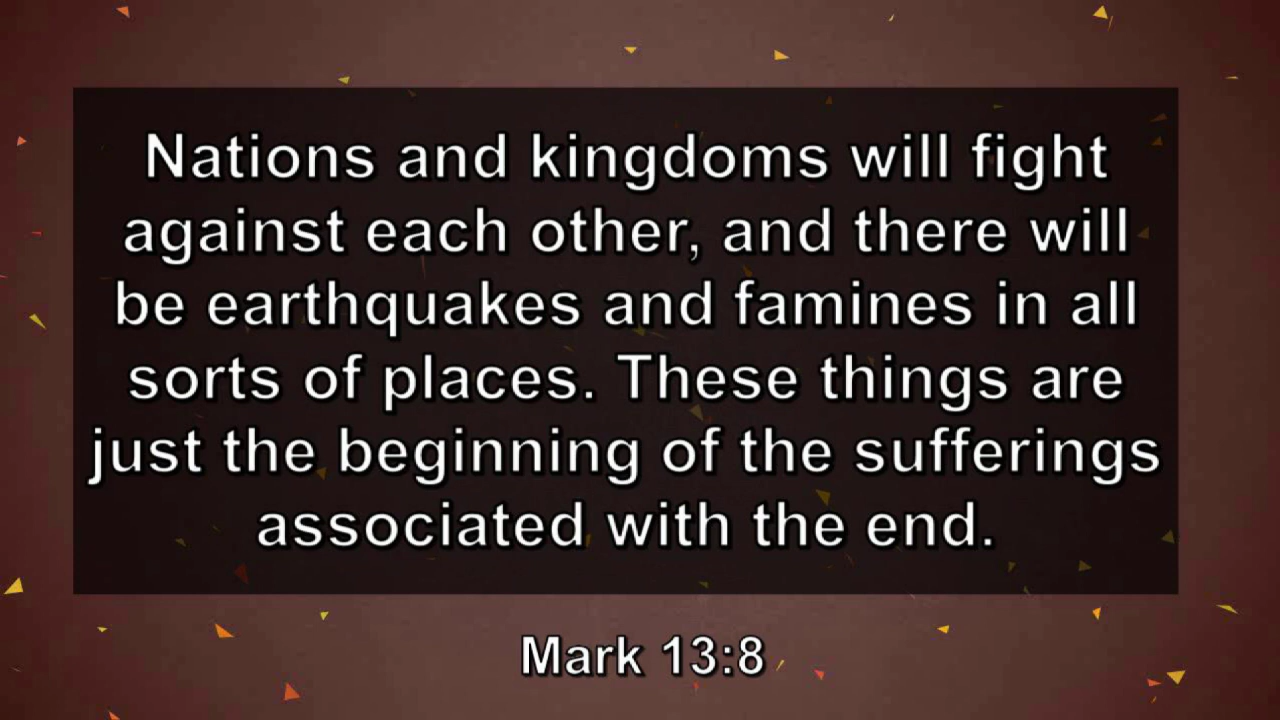 Nations and kingdoms will fight
against each other, and there will
be earthquakes and famines in all
sorts of places. These things are
just the beginning of the sufferings
associated with the end.
Mark 13:8